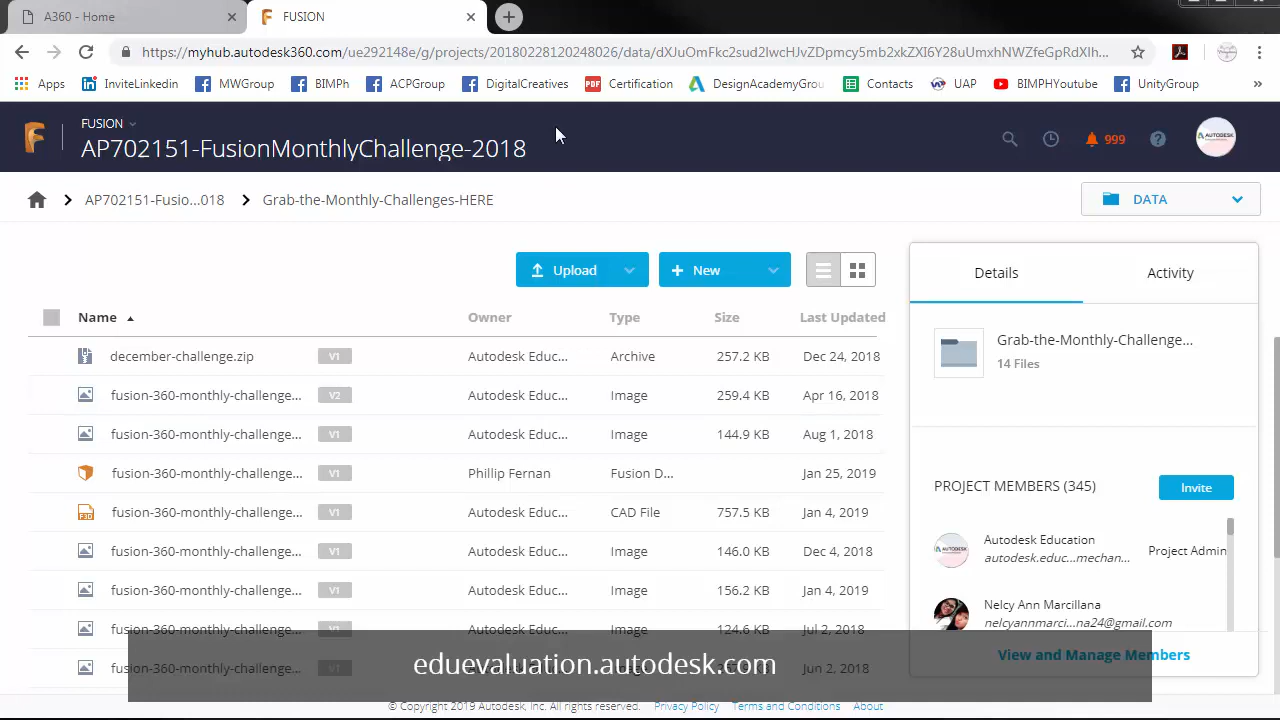 A360 - Home
FUSION
https://myhub.autodesk360.com/ue292148e/g/projects/20180228120248026/data/dXJuOmFkc2sud2lwcHJvZDpmcy5mb2xkZXI6Y28uUmxhNWZfeGpRdXlh...
Apps InviteLinkedin MWGroup BIMPh ACPGroup DigitalCreatives Certification DesignAcademyGrou Contacts UAP BIMPHYoutube UnityGroup »
FUSION
AP702151-FusionMonthlyChallenge-2018
999
AUTODESK
AP702151-Fusio...018 Grab-the-Monthly-Challenges-HERE
DATA
Upload New
Details Activity
Name Owner Type Size Last Updated
Grab-the-Monthly-Challenge...
14 Files
december-challenge.zip V1 Autodesk Educ... Archive 257.2 KB Dec 24, 2018
fusion-360-monthly-challenge... V2 Autodesk Educ... Image 259.4 KB Apr 16, 2018
fusion-360-monthly-challenge... V1 Autodesk Educ... Image 144.9 KB Aug 1, 2018
fusion-360-monthly-challenge... V1 Phillip Fernan Fusion D... Jan 25, 2019
fusion-360-monthly-challenge... V1 Autodesk Educ... CAD File 757.5 KB Jan 4, 2019
fusion-360-monthly-challenge... V1 Autodesk Educ... Image 146.0 KB Dec 4, 2018
fusion-360-monthly-challenge... V1 Autodesk Educ... Image 156.2 KB Jan 4, 2019
fusion-360-monthly-challenge... V1 Autodesk Educ... Image 124.6 KB Jul 2, 2018
fusion-360-monthly-challenge... V1 Autodesk Educ... Image KB Jun 2, 2018
PROJECT MEMBERS (345) Invite
Autodesk Education
autodesk.educ...mechan...
Project Admin
Nelcy Ann Marcillana
nelcyannmarci...na24@gmail.com
View and Manage Members
eduevaluation.autodesk.com
© Copyright 2019 Autodesk, Inc. All rights reserved. Privacy Policy Terms and Conditions About